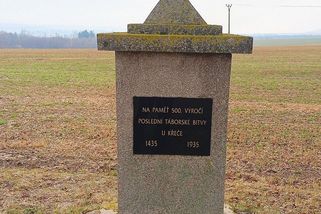 NA PAMĚŤ 500. VÝROČÍ
POSLEDNÍ TÁBORSKÉ BITVY
U KŘEČE
1435 1935